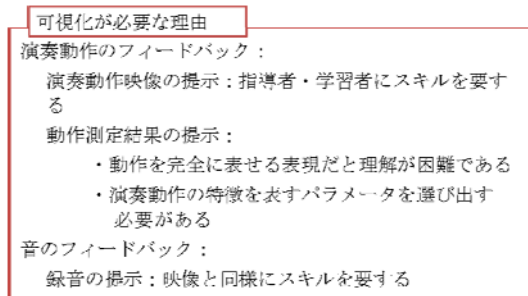 可視化が必要な理由
演奏動作のフィードバック：
演奏動作映像の提示：指導者・学習者にスキルを要す
る
動作測定結果の提示：
・動作を完全に表せる表現だと理解が困難である
・演奏動作の特徴を表すパラメータを選び出す
必要がある
音のフィードバック：
録音の提示：映像と同様にスキルを要する